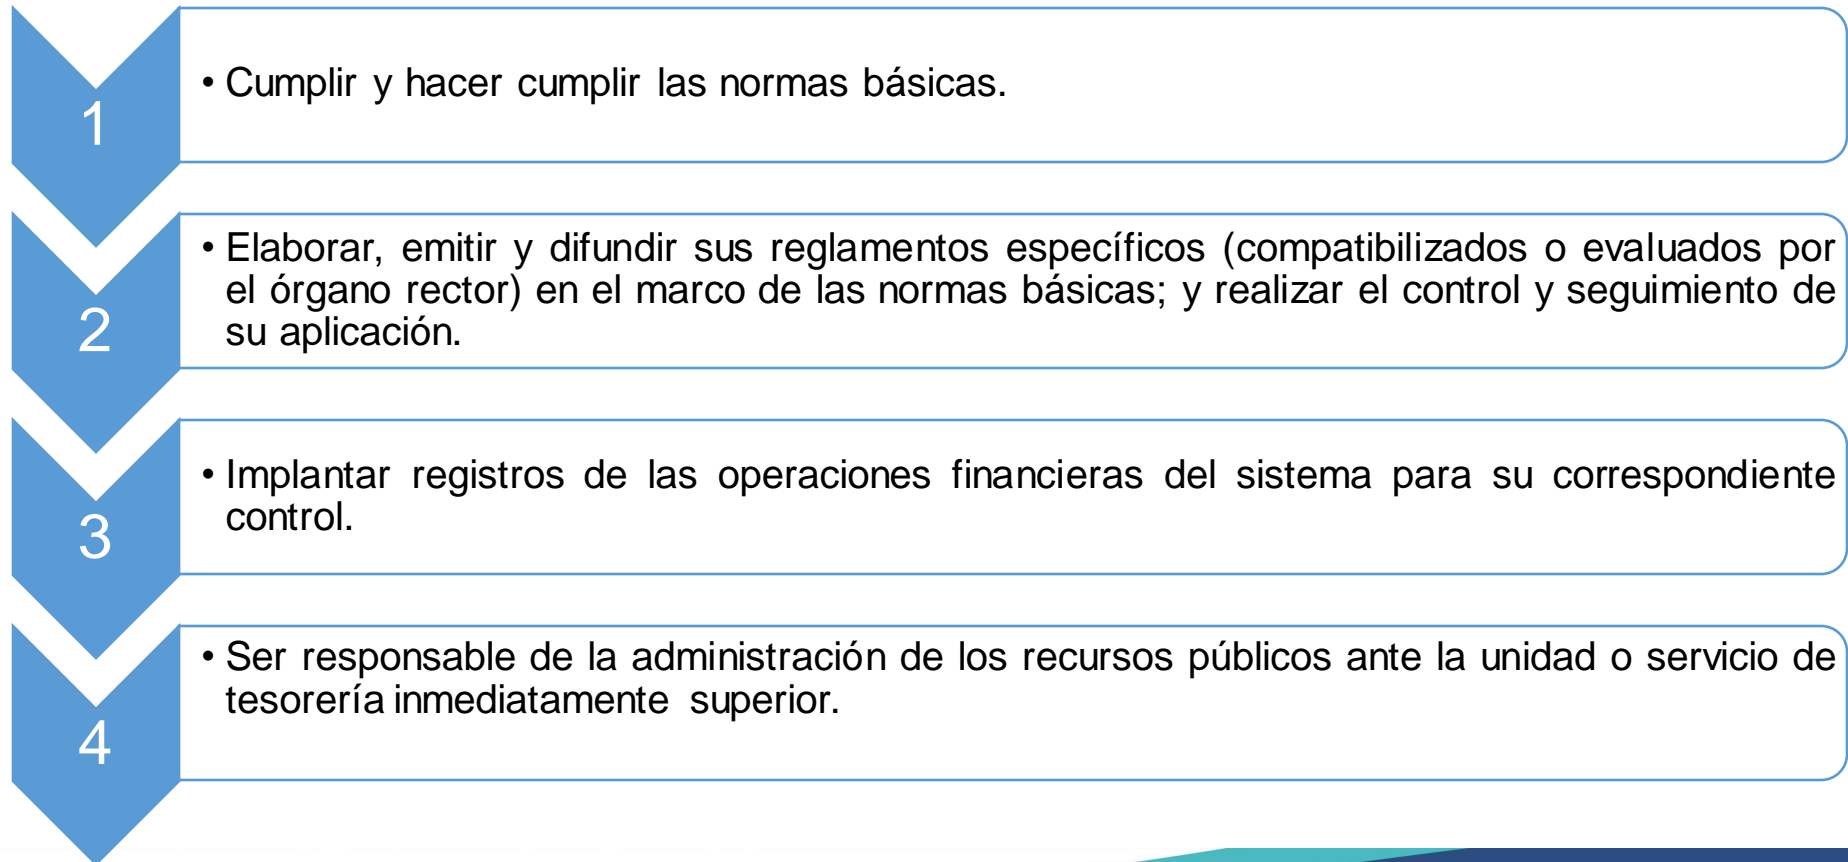 1
• Cumplir y hacer cumplir las normas básicas.
2
• Elaborar, emitir y difundir sus reglamentos específicos (compatibilizados o evaluados por
el órgano rector) en el marco de las normas básicas; y realizar el control y seguimiento de
su aplicación.
3
• Implantar registros de las operaciones financieras del sistema para su correspondiente
control.
4
• Ser responsable de la administración de los recursos públicos ante la unidad o servicio de
tesorería inmediatamente superior.